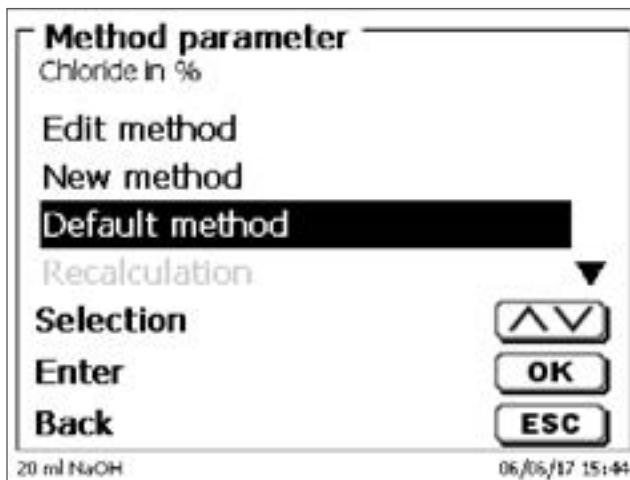 Method parameter
Chloride in %
Edit method
New method
Default method
Recalculation
Selection
Enter OK
Back ESC
20 ml NaOH 06/06/17 15:44